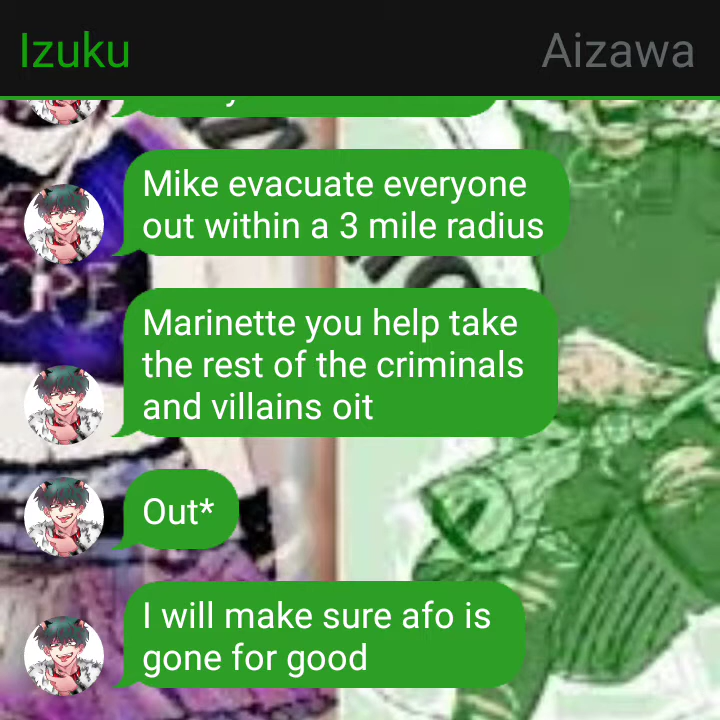 Izuku
Aizawa
Mike evacuate everyone
out within a 3 mile radius
Marinette you help take
the rest of the criminals
and villains oit
Out*
I will make sure afo is
gone for good